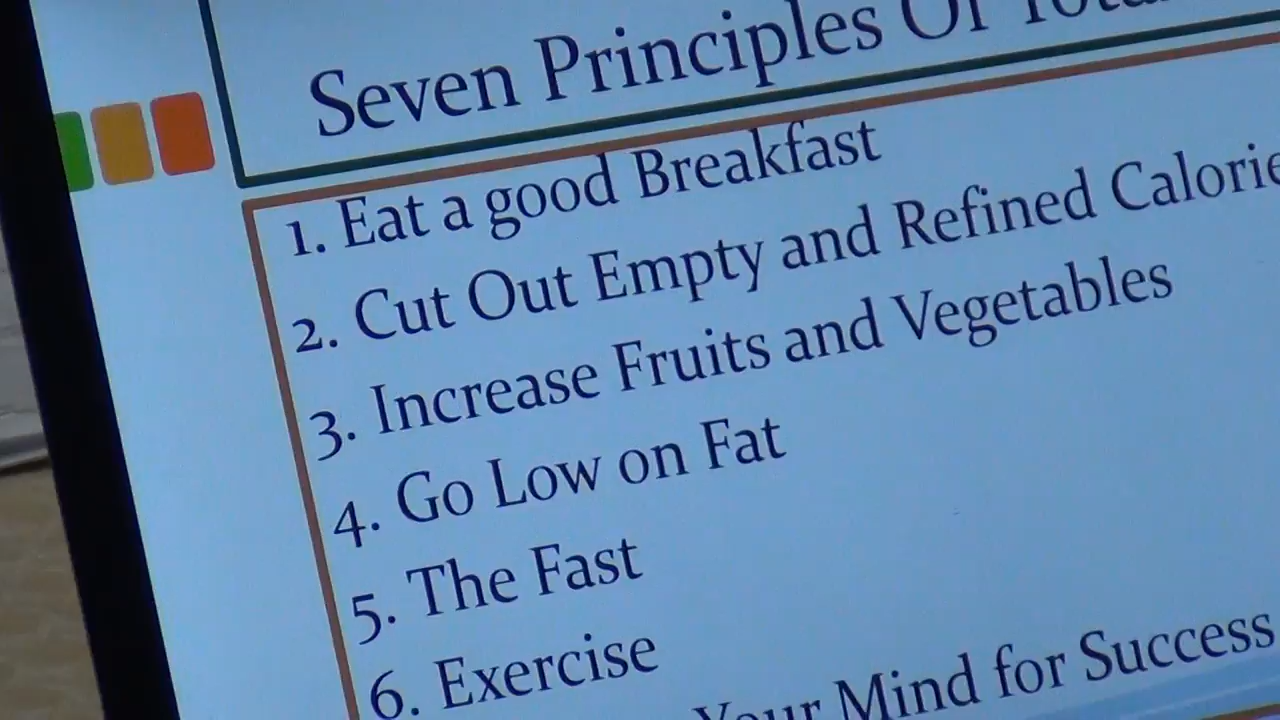 Seven Principles Of
1. Eat a good Breakfast
2. Cut Out Empty and Refined
3. Increase Fruits and Vegetables
4. Go Low on Fat
5. The Fast
6. Exercise
Your Mind for Success